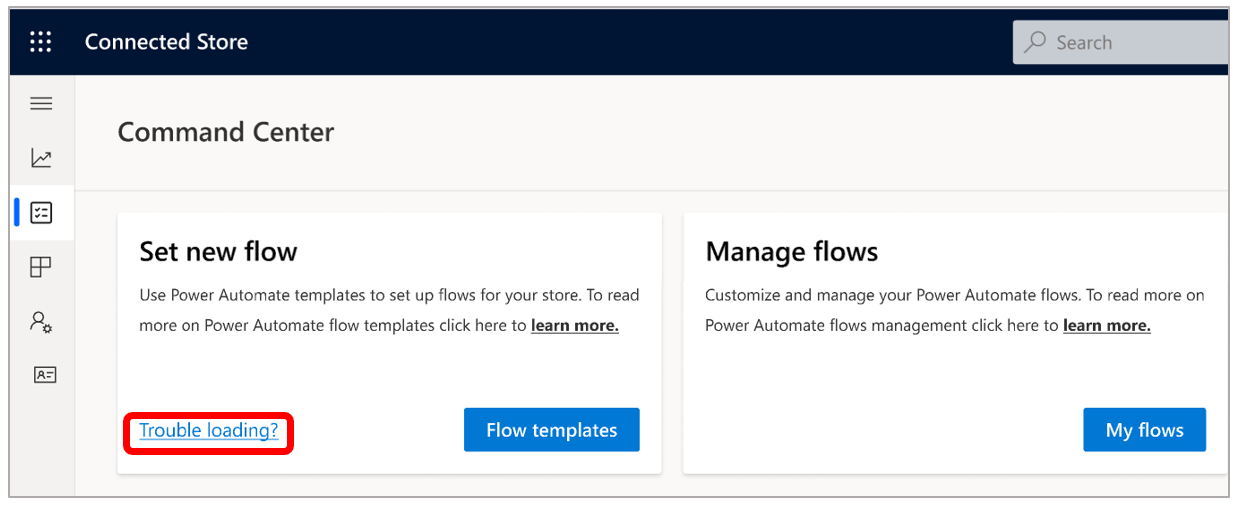 Connected Store
Search
Command Center
Set new flow
Use Power Automate templates to set up flows for your store. To read
more on Power Automate flow templates click here to learn more.
Trouble loading?
Flow templates
Manage flows
Customize and manage your Power Automate flows. To read more on
Power Automate flows management click here to learn more.
My flows